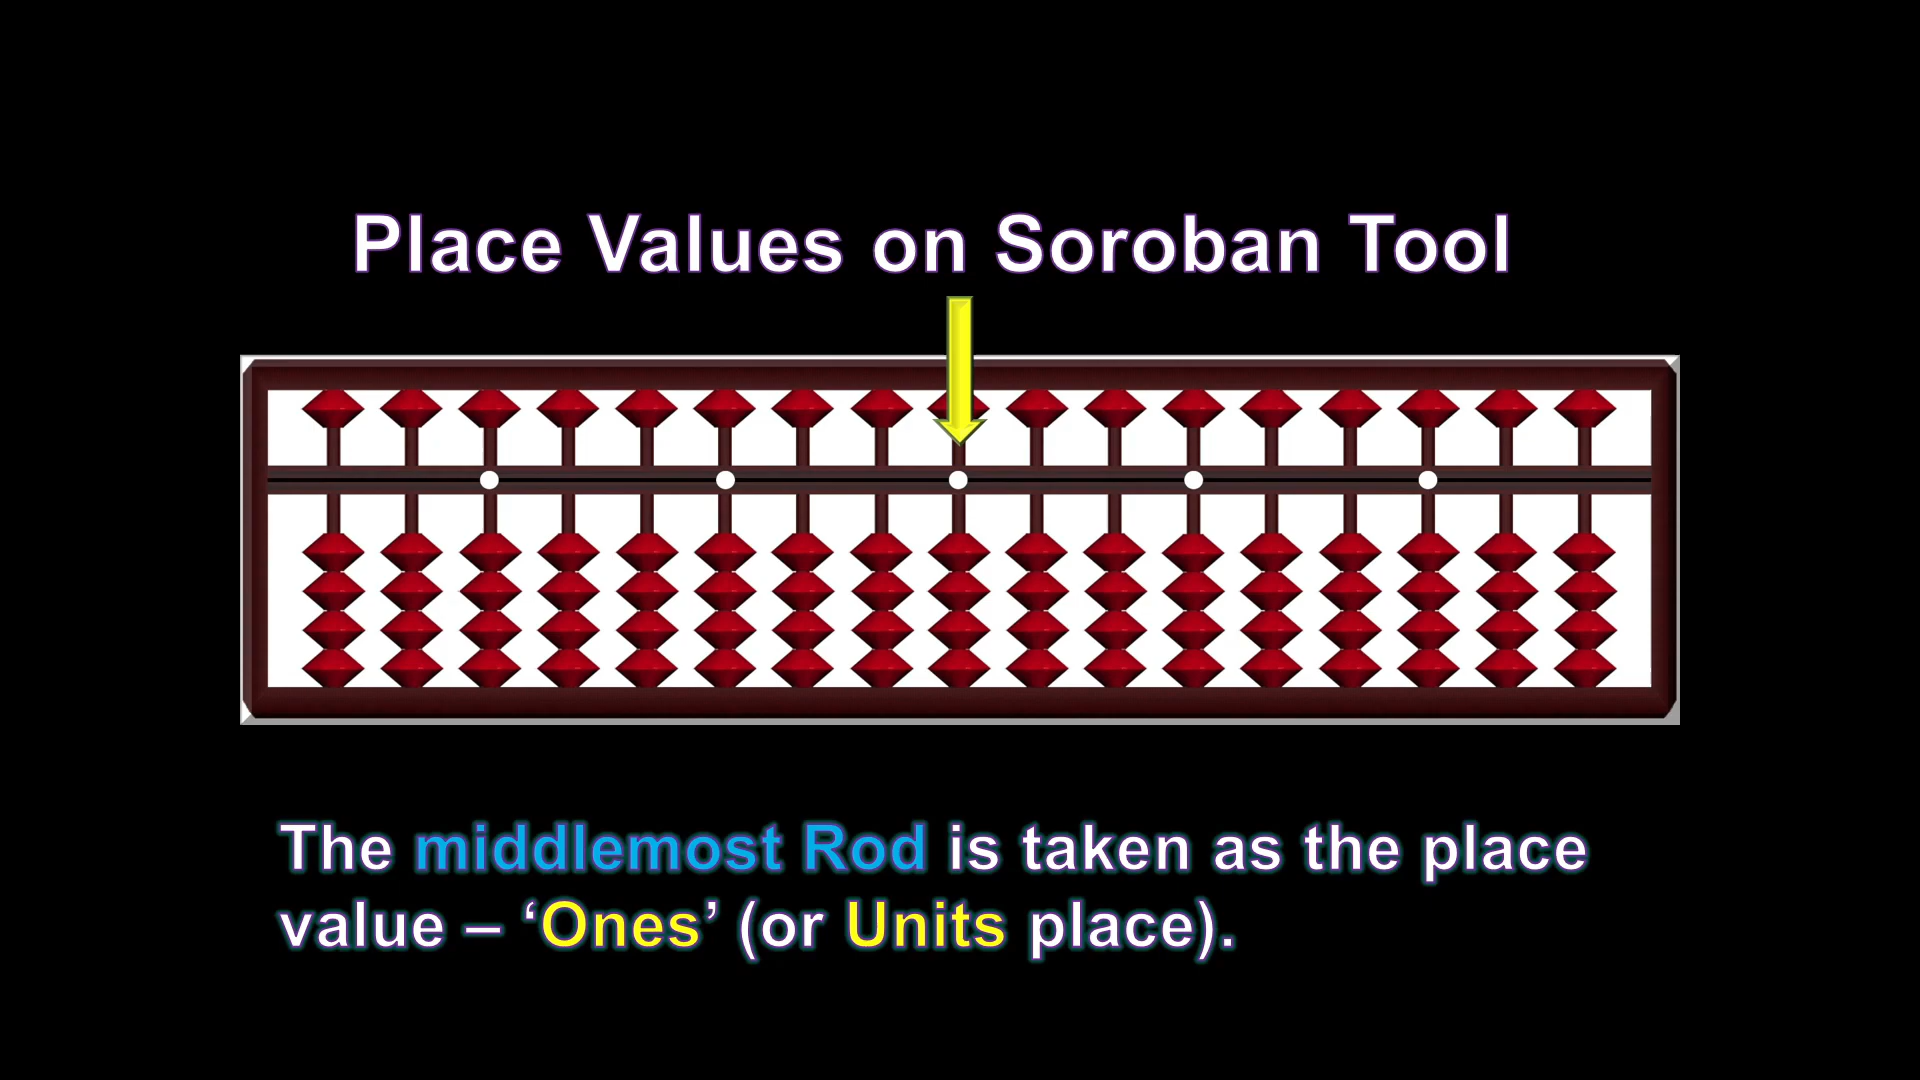 Place Values on Soroban Tool
The middlemost Rod is taken as the place
value – ‘Ones’ (or Units place).